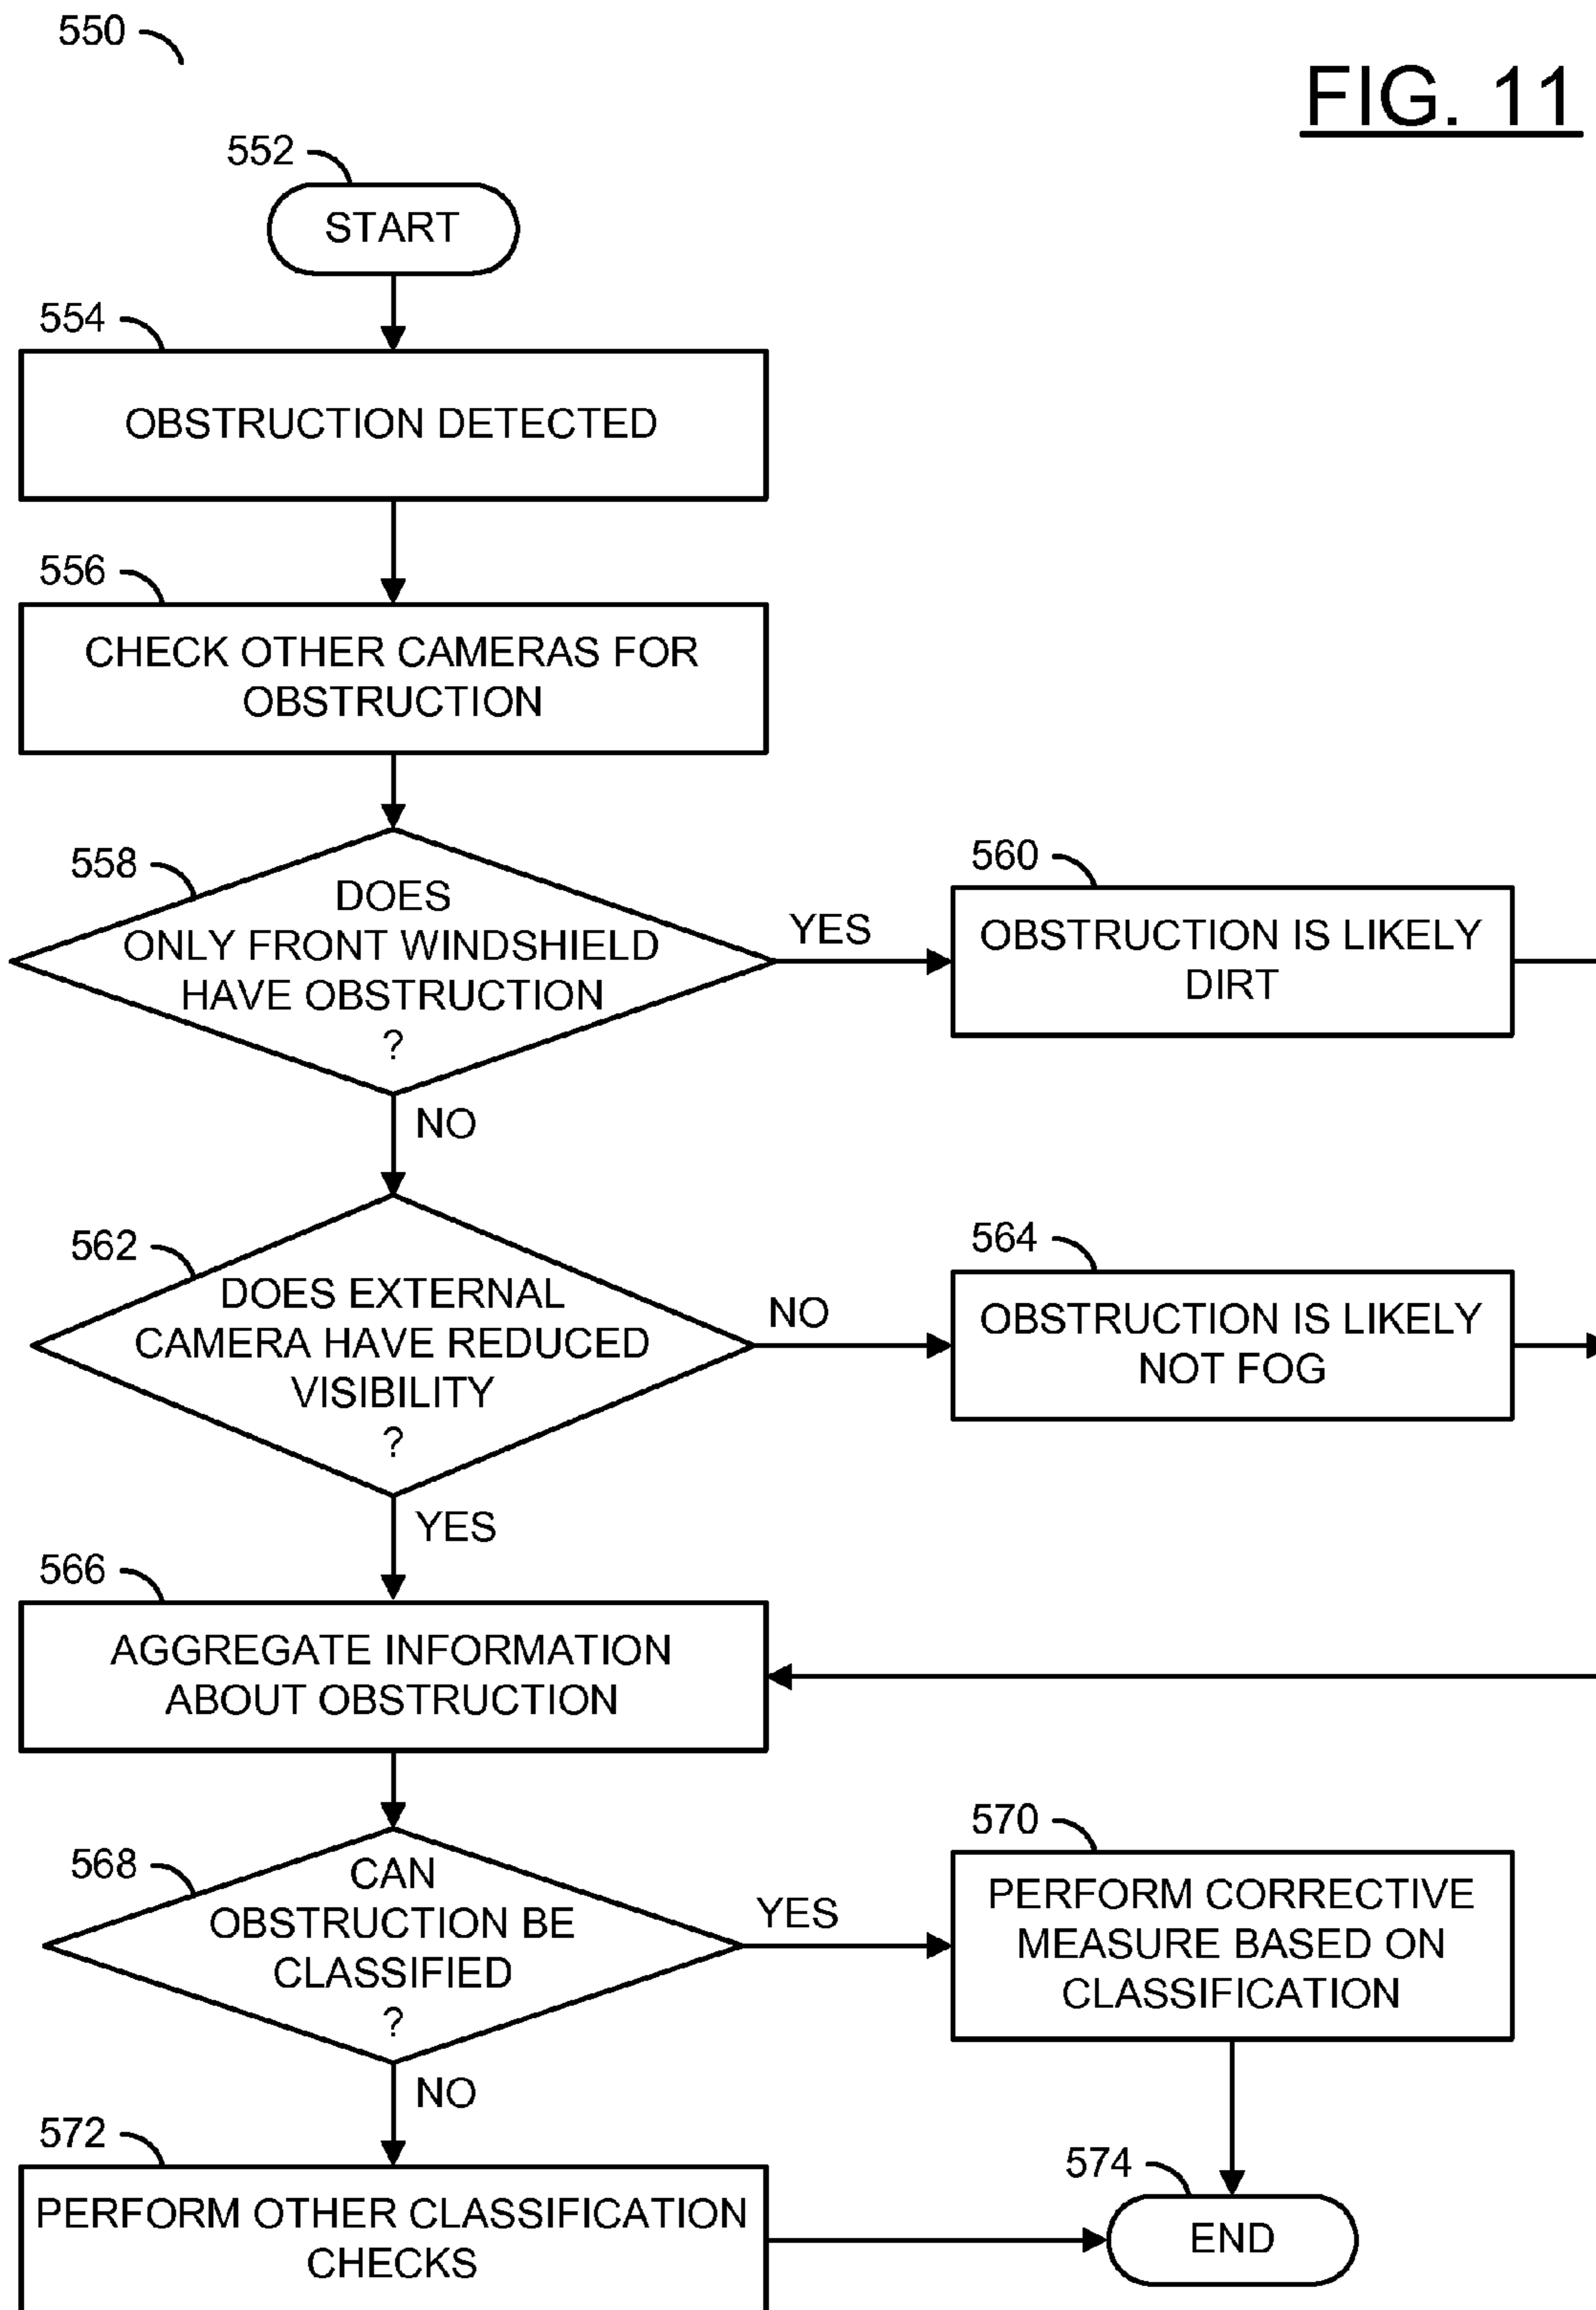 550
FIG. 11
552
START
554
OBSTRUCTION DETECTED
556
CHECK OTHER CAMERAS FOR
OBSTRUCTION
558
DOES
ONLY FRONT WINDSHIELD
HAVE OBSTRUCTION
?
YES
560
OBSTRUCTION IS LIKELY
DIRT
NO
562
DOES EXTERNAL
CAMERA HAVE REDUCED
VISIBILITY
?
NO
564
OBSTRUCTION IS LIKELY
NOT FOG
YES
566
AGGREGATE INFORMATION
ABOUT OBSTRUCTION
568
CAN
OBSTRUCTION BE
CLASSIFIED
?
YES
570
PERFORM CORRECTIVE
MEASURE BASED ON
CLASSIFICATION
NO
572
PERFORM OTHER CLASSIFICATION
CHECKS
574
END